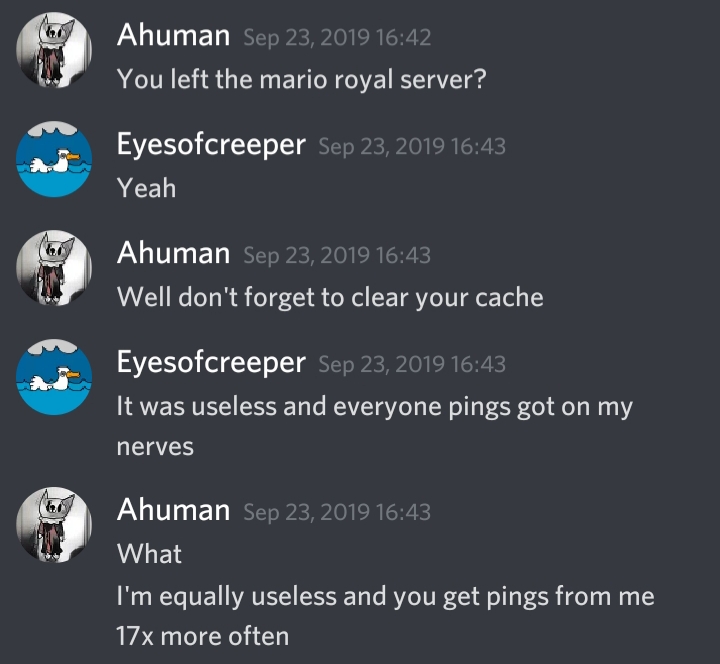 Ahuman Sep 23, 2019 16:42
You left the mario royal server?
Eyesofcreeper Sep 23, 2019 16:43
Yeah
Ahuman Sep 23, 2019 16:43
Well don't forget to clear your cache
Eyesofcreeper Sep 23, 2019 16:43
It was useless and everyone pings got on my
nerves
Ahuman Sep 23, 2019 16:43
What
I'm equally useless and you get pings from me
17x more often